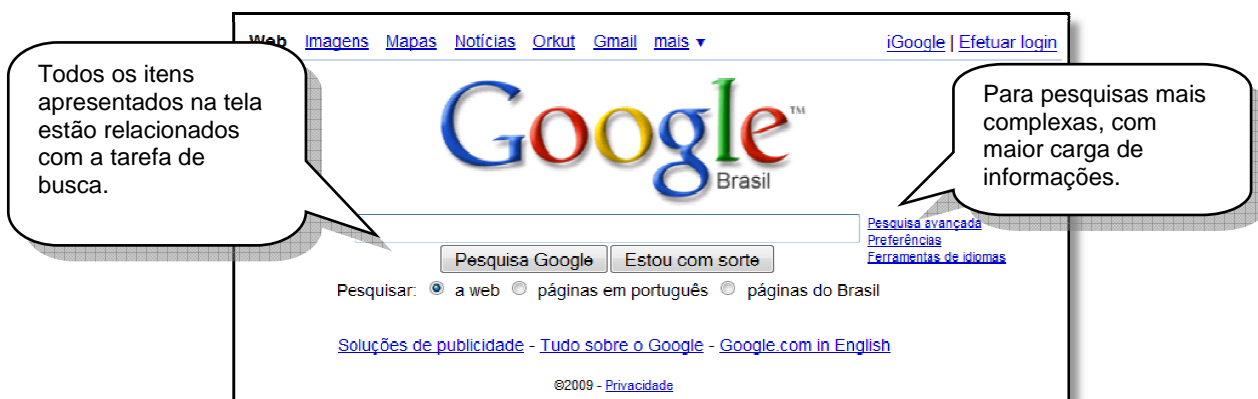 Web Imagens Mapas Notícias Orkut Gmail mais ▼ iGoogle | Efetuar login
Todos os itens
apresentados na tela
estão relacionados
com a tarefa de
busca.
Google™
Brasil
Para pesquisas mais
complexas, com
maior carga de
informações.
Pesquisa avançada
Preferências
Ferramentas de idiomas
Pesquisa Google Estou com sorte
Pesquisar: a web páginas em português páginas do Brasil
Soluções de publicidade - Tudo sobre o Google - Google.com in English
©2009 - Privacidade